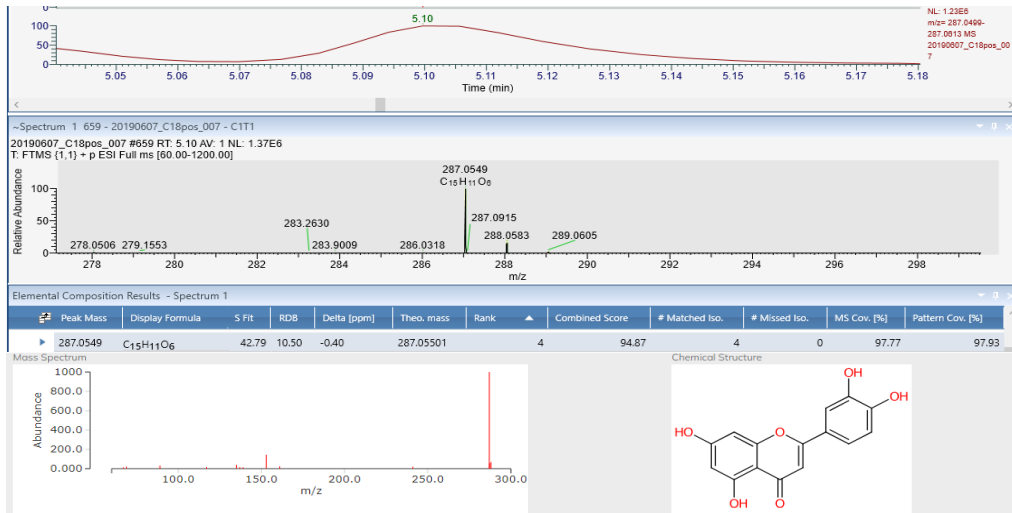 NL: 1.23E6
m/z= 287.0499-
287.0613 MS
20190607_C18pos_00
7
0
5.10
100
50
0
5.05 5.06 5.07 5.08 5.09 5.10 5.11 5.12 5.13 5.14 5.15 5.16 5.17 5.18
Time (min)
~Spectrum 1 659 - 20190607_C18pos_007 - C1T1
20190607_C18pos_007 #659 RT: 5.10 AV: 1 NL: 1.37E6
T: FTMS {1,1} + p ESI Full ms [60.00-1200.00]
Relative Abundance
100
50
0
287.0549
C₁₅H₁₁O₆
283.2630
287.0915
278.0506 279.1553 283.9009 286.0318 288.0583 289.0605
278 280 282 284 286 288 290 292 294 296 298
m/z
Elemental Composition Results - Spectrum 1
Peak Mass Display Formula S Fit RDB Delta [ppm] Theo. mass Rank Combined Score # Matched Iso. # Missed Iso. MS Cov. [%] Pattern Cov. [%]
287.0549 C₁₅H₁₁O₆ 42.79 10.50 -0.40 287.05501 4 94.87 4 0 97.77 97.93
Mass Spectrum
Abundance
1000
800.0
600.0
400.0
200.0
0.000
100.0 150.0 200.0 250.0 300.0
m/z
Chemical Structure
OH
OH
HO
O
OH
O